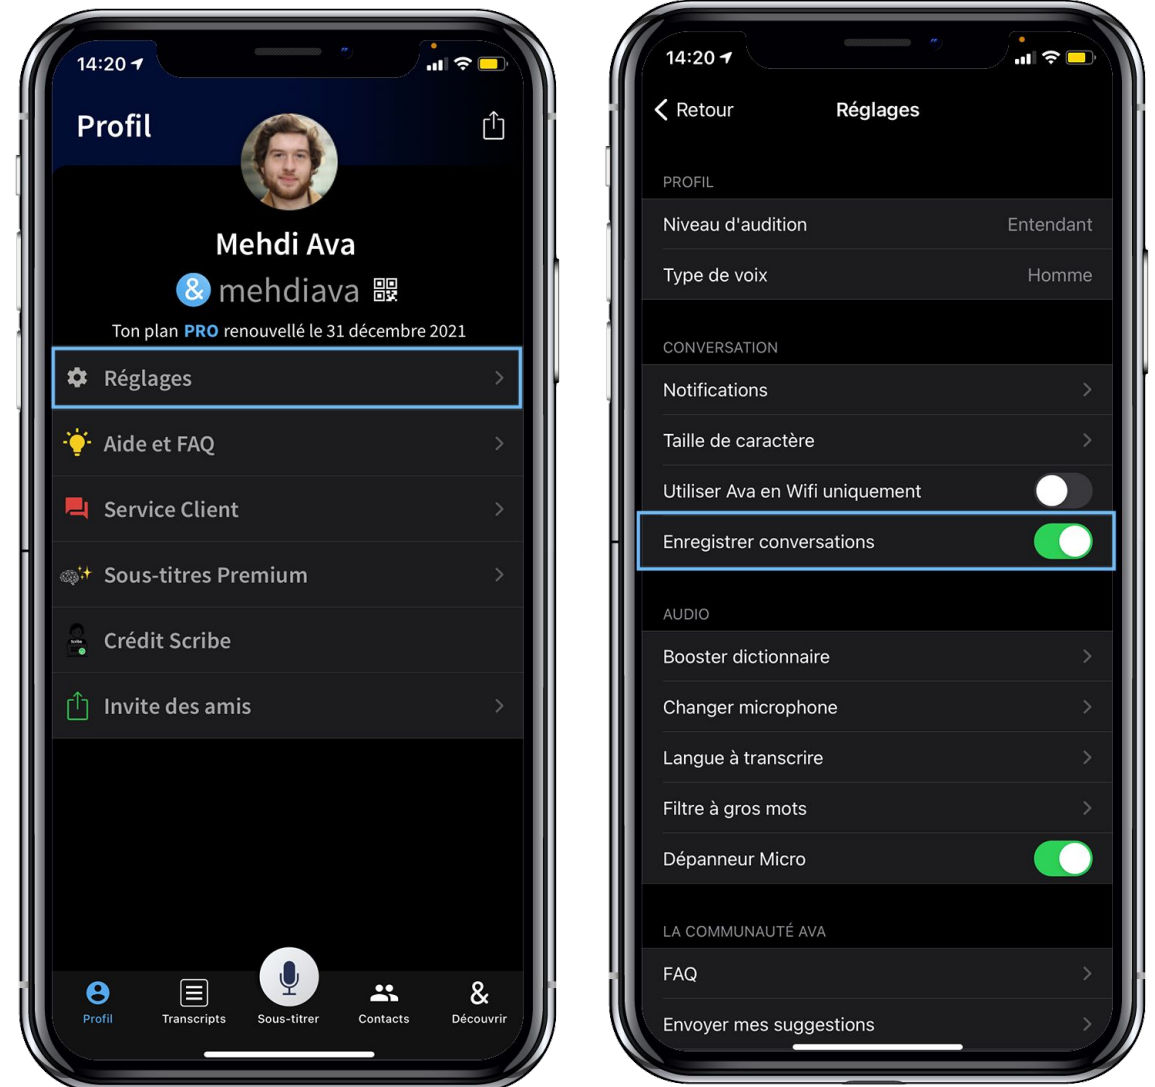 14:20
Profil
Mehdi Ava
& mehdiava
Ton plan PRO renouvellé le 31 décembre 2021
Réglages
Aide et FAQ
Service Client
Sous-titres Premium
Crédit Scribe
Invite des amis
Profil
Transcripts
Sous-titrer
Contacts
&
Découvrir
14:20
Retour
Réglages
PROFIL
Niveau d'audition Entendant
Type de voix Homme
CONVERSATION
Notifications
Taille de caractère
Utiliser Ava en Wifi uniquement
Enregistrer conversations
AUDIO
Booster dictionnaire
Changer microphone
Langue à transcrire
Filtre à gros mots
Dépanneur Micro
LA COMMUNAUTÉ AVA
FAQ
Envoyer mes suggestions